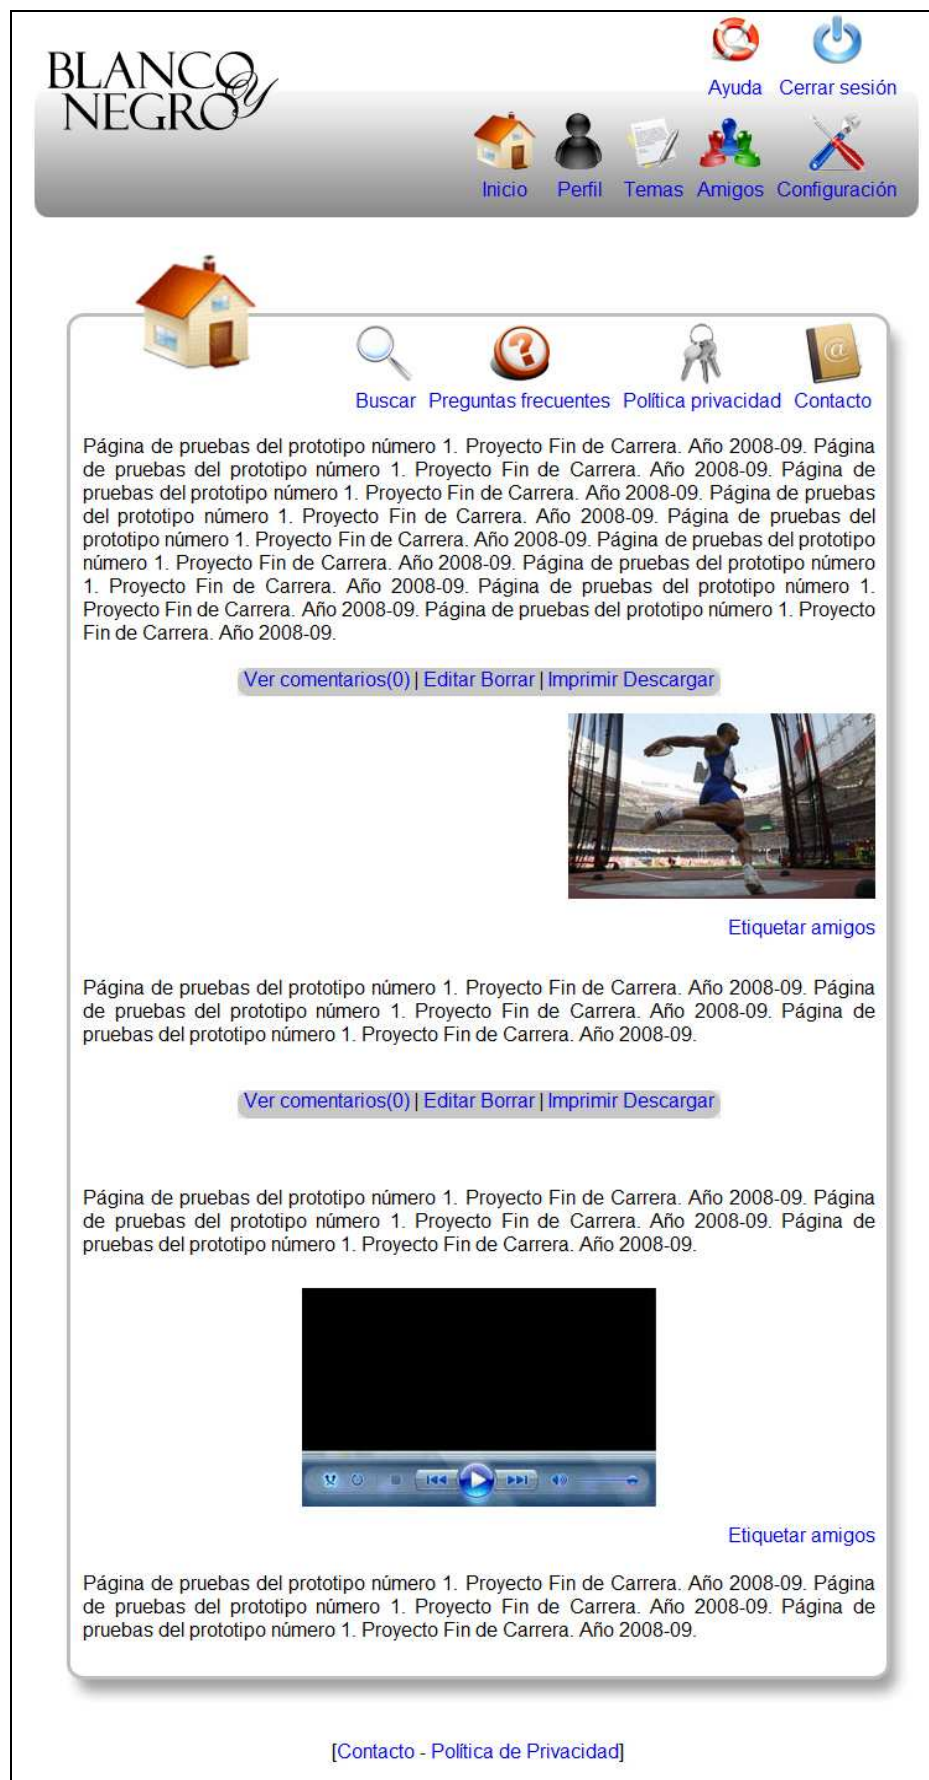 BLANCO Y
NEGRO
Ayuda Cerrar sesión
Inicio Perfil Temas Amigos Configuración
Buscar Preguntas frecuentes Política privacidad Contacto
Página de pruebas del prototipo número 1. Proyecto Fin de Carrera. Año 2008-09. Página
de pruebas del prototipo número 1. Proyecto Fin de Carrera. Año 2008-09. Página de
pruebas del prototipo número 1. Proyecto Fin de Carrera. Año 2008-09. Página de pruebas
del prototipo número 1. Proyecto Fin de Carrera. Año 2008-09. Página de pruebas del
prototipo número 1. Proyecto Fin de Carrera. Año 2008-09. Página de pruebas del prototipo
número 1. Proyecto Fin de Carrera. Año 2008-09. Página de pruebas del prototipo número
1. Proyecto Fin de Carrera. Año 2008-09. Página de pruebas del prototipo número 1.
Proyecto Fin de Carrera. Año 2008-09. Página de pruebas del prototipo número 1. Proyecto
Fin de Carrera. Año 2008-09.
Ver comentarios(0) | Editar Borrar | Imprimir Descargar
Etiquetar amigos
Página de pruebas del prototipo número 1. Proyecto Fin de Carrera. Año 2008-09. Página
de pruebas del prototipo número 1. Proyecto Fin de Carrera. Año 2008-09. Página de
pruebas del prototipo número 1. Proyecto Fin de Carrera. Año 2008-09.
Ver comentarios(0) | Editar Borrar | Imprimir Descargar
Página de pruebas del prototipo número 1. Proyecto Fin de Carrera. Año 2008-09. Página
de pruebas del prototipo número 1. Proyecto Fin de Carrera. Año 2008-09. Página de
pruebas del prototipo número 1. Proyecto Fin de Carrera. Año 2008-09.
Etiquetar amigos
Página de pruebas del prototipo número 1. Proyecto Fin de Carrera. Año 2008-09. Página
de pruebas del prototipo número 1. Proyecto Fin de Carrera. Año 2008-09. Página de
pruebas del prototipo número 1. Proyecto Fin de Carrera. Año 2008-09.
[Contacto - Política de Privacidad]